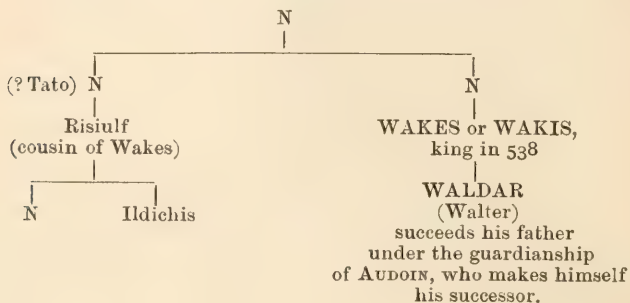 N
(? Tato) N
N
Risiulf
(cousin of Wakes)
WAKES or WAKIS,
king in 538
N
Ildichis
WALDAR
(Walter)
succeeds his father
under the guardianship
of AUDOIN, who makes himself
his successor.